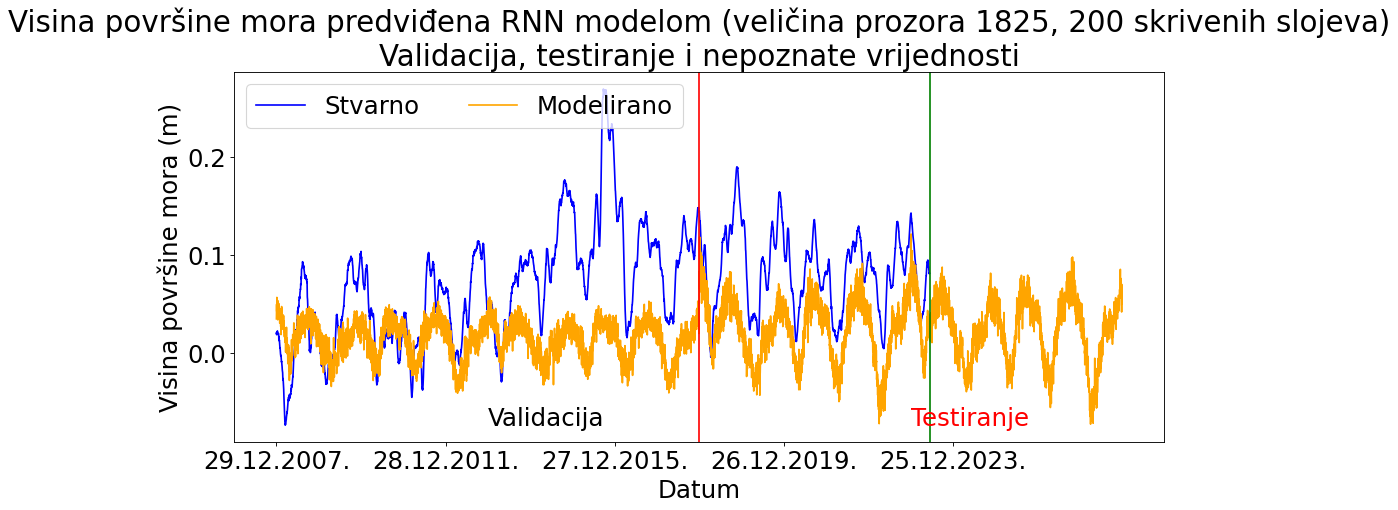 Visina površine mora predviđena RNN modelom (veličina prozora 1825, 200 skrivenih slojeva)
Validacija, testiranje i nepoznate vrijednosti
Stvarno
Modelirano
Visina površine mora (m)
0.2
0.1
0.0
Validacija
Testiranje
29.12.2007.
28.12.2011.
27.12.2015.
26.12.2019.
25.12.2023.
Datum